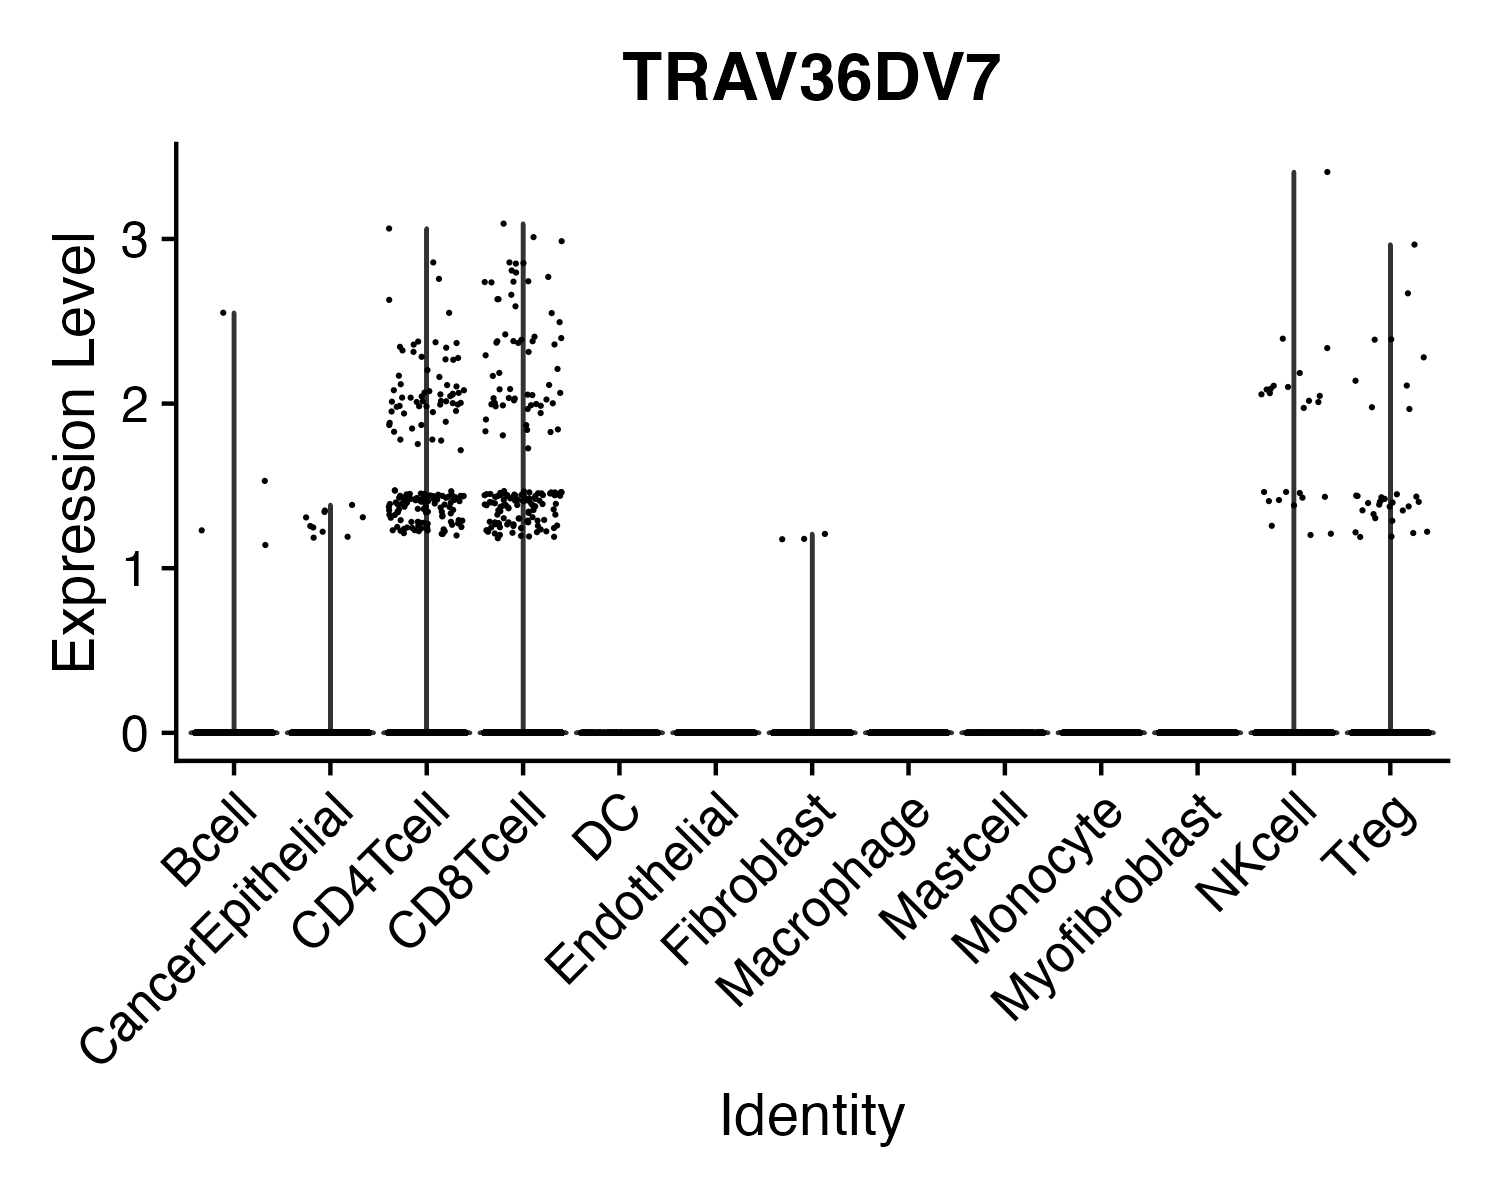 TRAV36DV7
Expression Level
3
2
1
0
Bcell
CancerEpithelial
CD4Tcell
CD8Tcell
DC
Endothelial
Fibroblast
Macrophage
Mastcell
Monocyte
Myofibroblast
NKcell
Treg
Identity